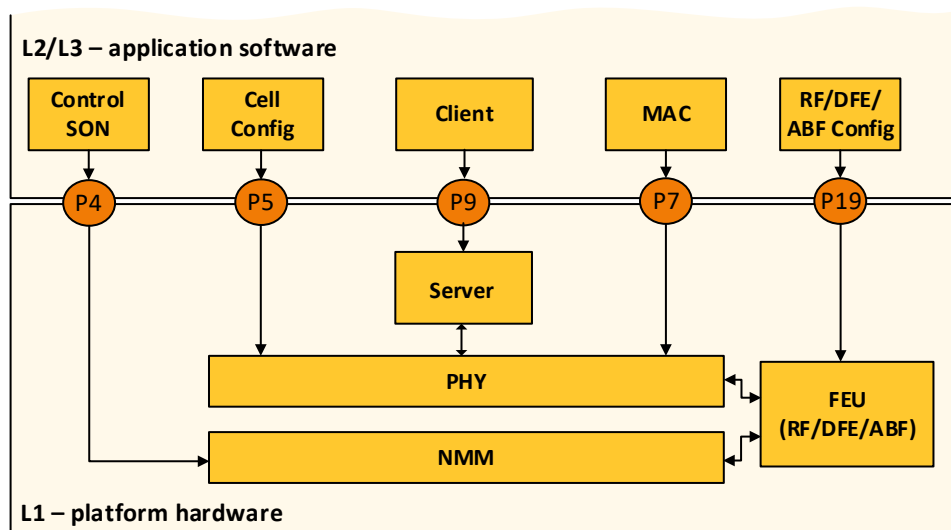 L2/L3 – application software
Control
SON
Cell
Config
Client
MAC
RF/DFE/
ABF Config
P4
P5
P9
P7
P19
Server
PHY
FEU
(RF/DFE/ABF)
NMM
L1 – platform hardware